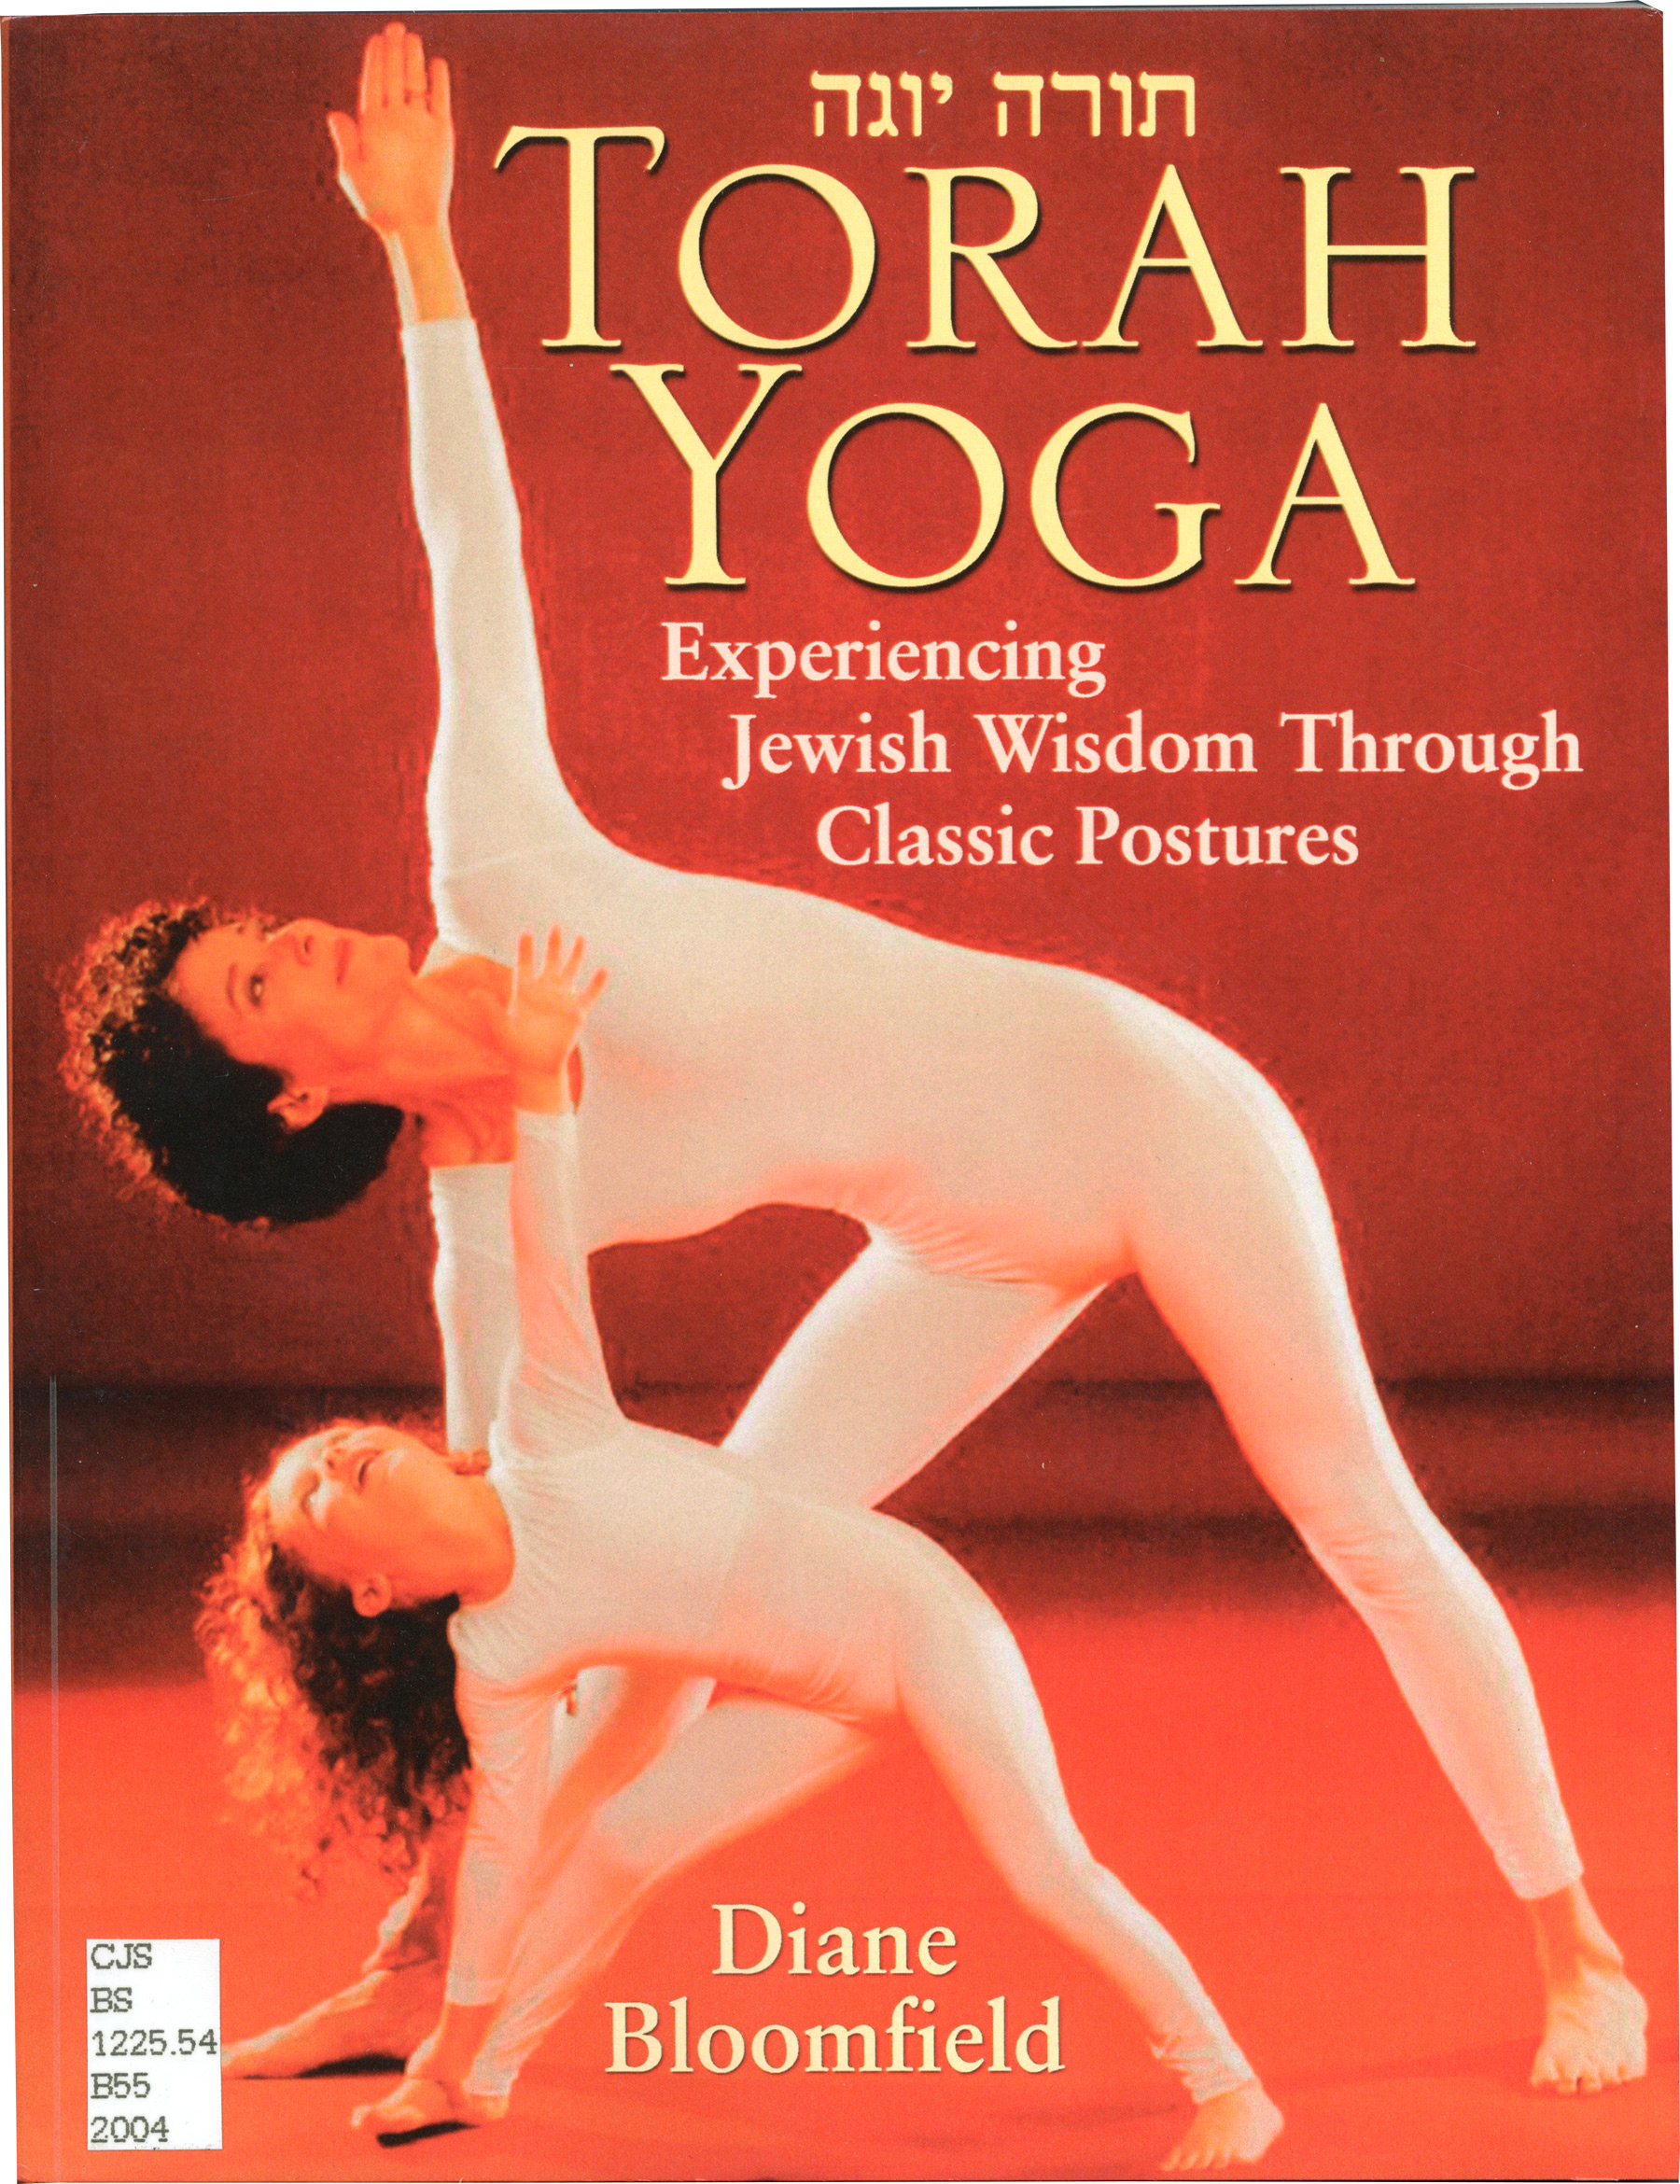 תורה יוגה
TORAH
YOGA
Experiencing
Jewish Wisdom Through
Classic Postures
Diane
Bloomfield
CJS
BS
1225.54
B55
2004